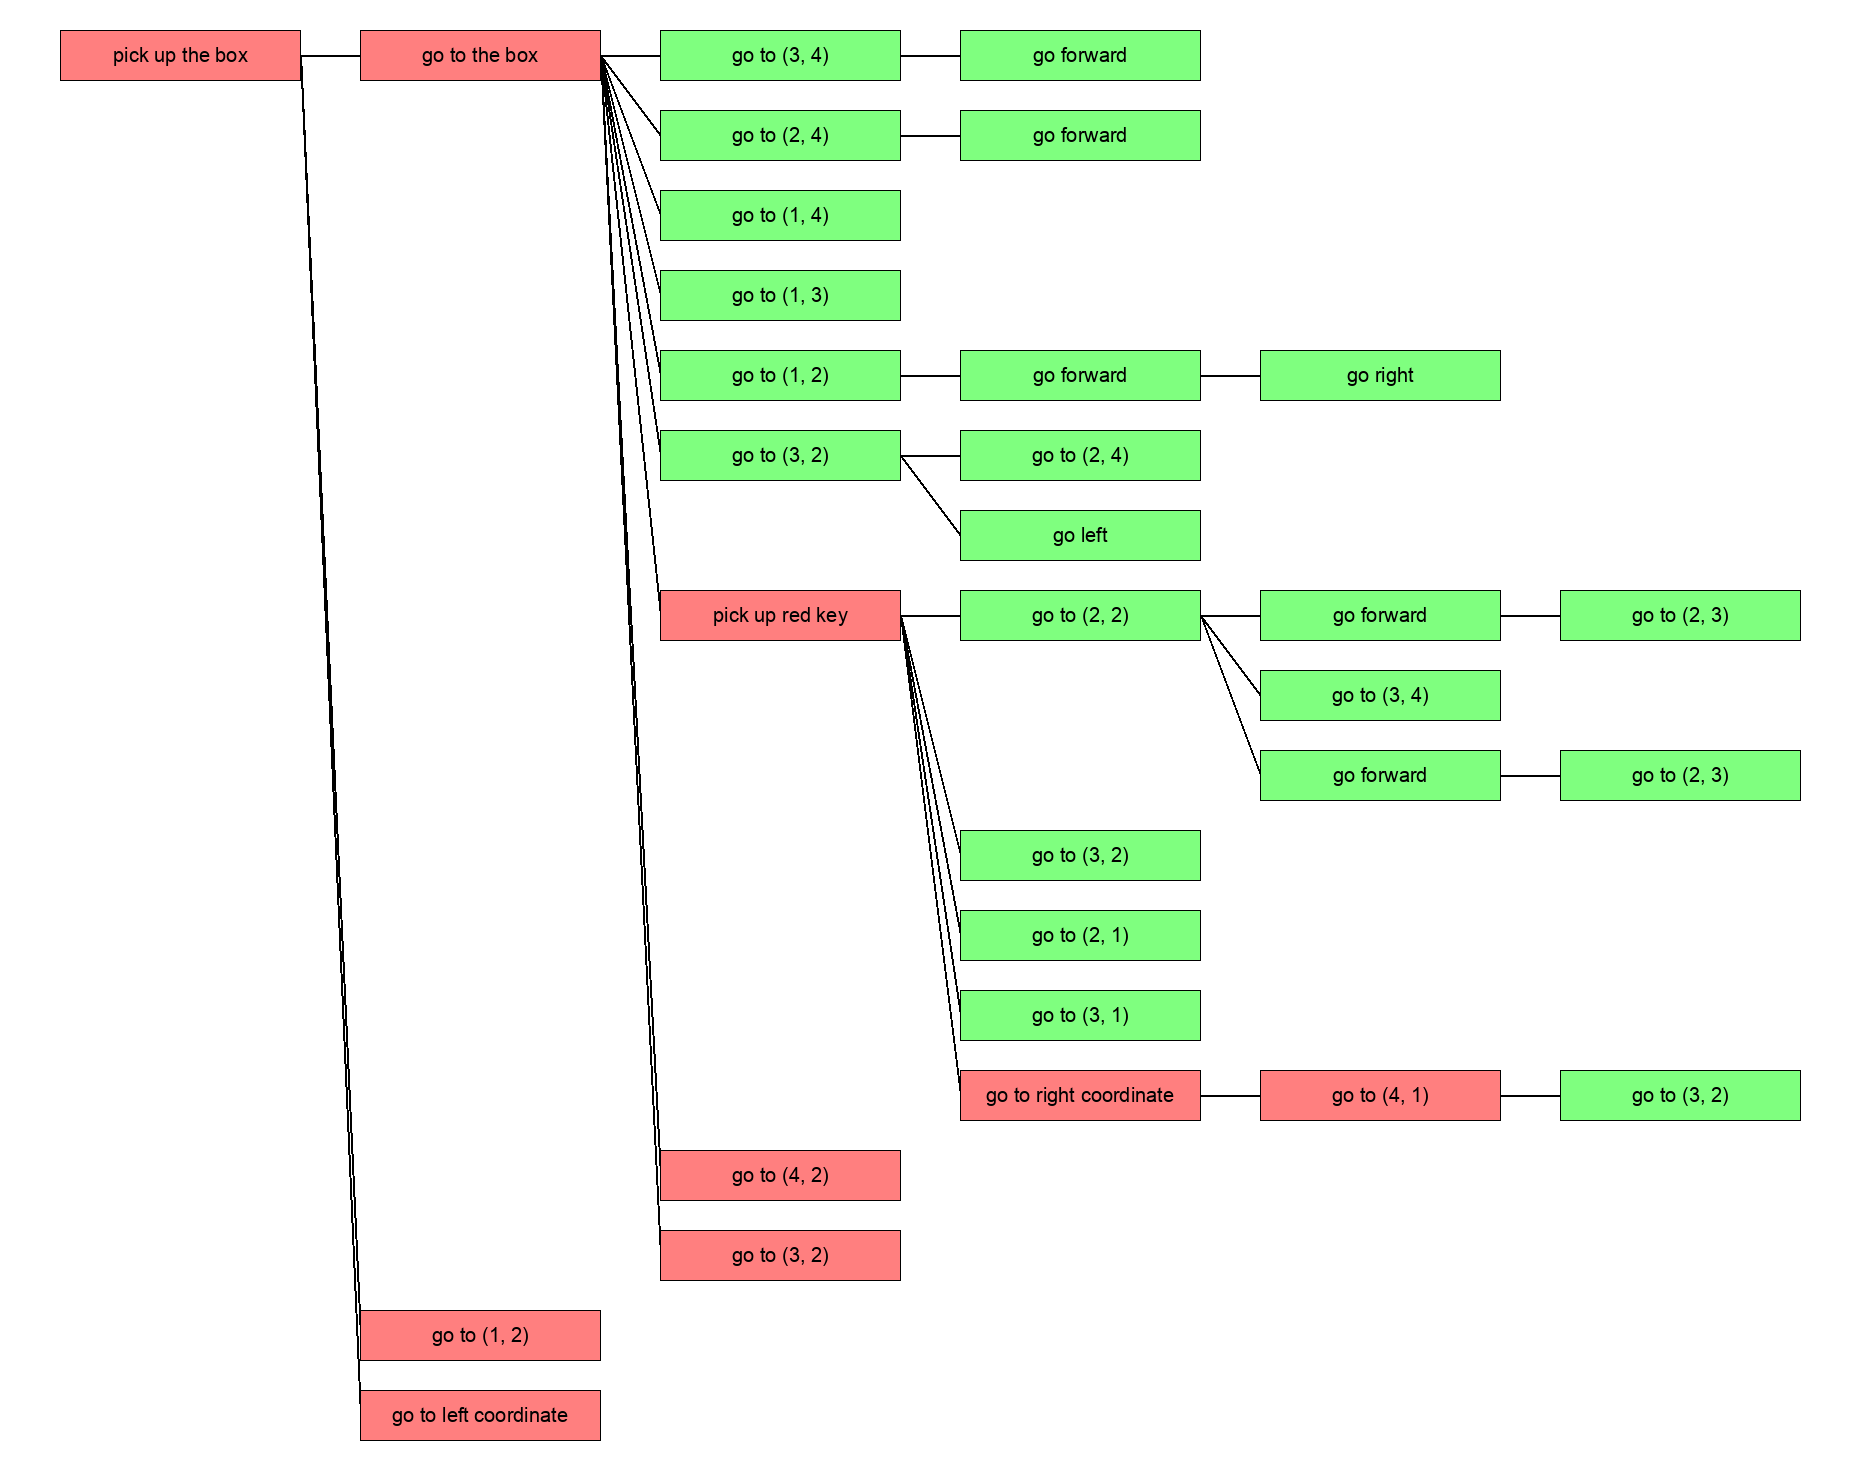 pick up the box
go to the box
go to (3, 4)
go forward
go to (2, 4)
go forward
go to (1, 4)
go to (1, 3)
go to (1, 2)
go forward
go right
go to (3, 2)
go to (2, 4)
go left
pick up red key
go to (2, 2)
go forward
go to (2, 3)
go to (3, 4)
go forward
go to (2, 3)
go to (3, 2)
go to (2, 1)
go to (3, 1)
go to right coordinate
go to (4, 1)
go to (3, 2)
go to (4, 2)
go to (3, 2)
go to (1, 2)
go to left coordinate